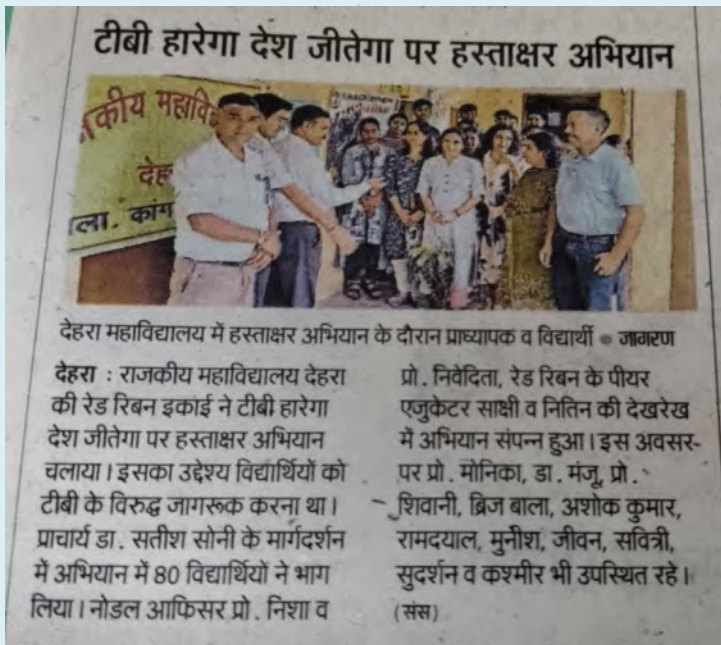 टीबी हारेगा देश जीतेगा पर हस्ताक्षर अभियान
कीय महावि
देह
ला. कांग
देहरा महाविद्यालय में हस्ताक्षर अभियान के दौरान प्राध्यापक व विद्यार्थी ● जागरण
देहरा : राजकीय महाविद्यालय देहरा
की रेड रिबन इकाई ने टीबी हारेगा
देश जीतेगा पर हस्ताक्षर अभियान
चलाया। इसका उद्देश्य विद्यार्थियों को
टीबी के विरुद्ध जागरूक करना था।
प्राचार्य डा. सतीश सोनी के मार्गदर्शन
में अभियान में 80 विद्यार्थियों ने भाग
लिया। नोडल आफिसर प्रो. निशा व
प्रो. निवेदिता, रेड रिबन के पीयर
एजुकेटर साक्षी व नितिन की देखरेख
में अभियान संपन्न हुआ। इस अवसर
पर प्रो. मोनिका, डा. मंजू, प्रो.
शिवानी, ब्रिज बाला, अशोक कुमार,
रामदयाल, मुनीश, जीवन, सवित्री,
सुदर्शन व कश्मीर भी उपस्थित रहे।
(संस)